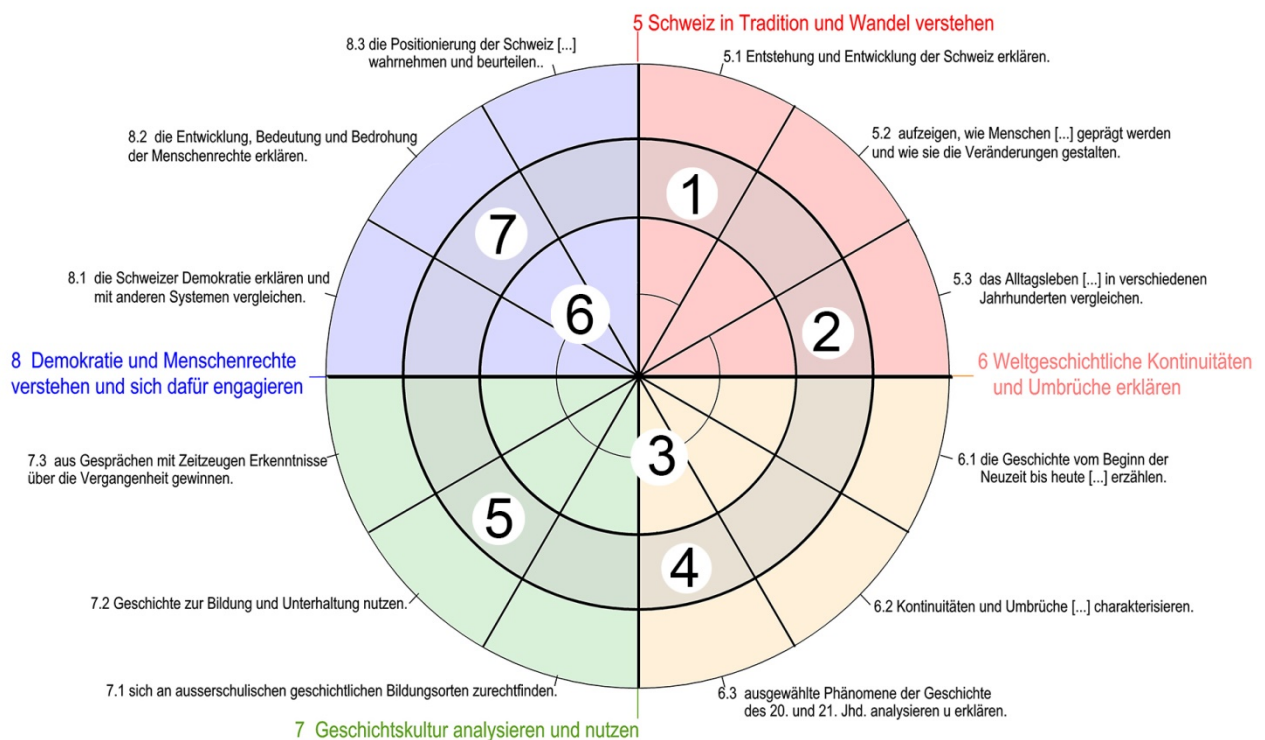 5 Schweiz in Tradition und Wandel verstehen
8.3 die Positionierung der Schweiz [...]
wahrnehmen und beurteilen..
5.1 Entstehung und Entwicklung der Schweiz erklären.
8.2 die Entwicklung, Bedeutung und Bedrohung
der Menschenrechte erklären.
5.2 aufzeigen, wie Menschen [...] geprägt werden
und wie sie die Veränderungen gestalten.
1
7
8.1 die Schweizer Demokratie erklären und
mit anderen Systemen vergleichen.
5.3 das Alltagsleben [...] in verschiedenen
Jahrhunderten vergleichen.
6
2
8 Demokratie und Menschenrechte
verstehen und sich dafür engagieren
6 Weltgeschichtliche Kontinuitäten
und Umbrüche erklären
3
7.3 aus Gesprächen mit Zeitzeugen Erkenntnisse
über die Vergangenheit gewinnen.
6.1 die Geschichte vom Beginn der
Neuzeit bis heute [...] erzählen.
5
4
7.2 Geschichte zur Bildung und Unterhaltung nutzen.
6.2 Kontinuitäten und Umbrüche [...] charakterisieren.
7.1 sich an ausserschulischen geschichtlichen Bildungsorten zurechtfinden.
6.3 ausgewählte Phänomene der Geschichte
des 20. und 21. Jhd. analysieren u erklären.
7 Geschichtskultur analysieren und nutzen